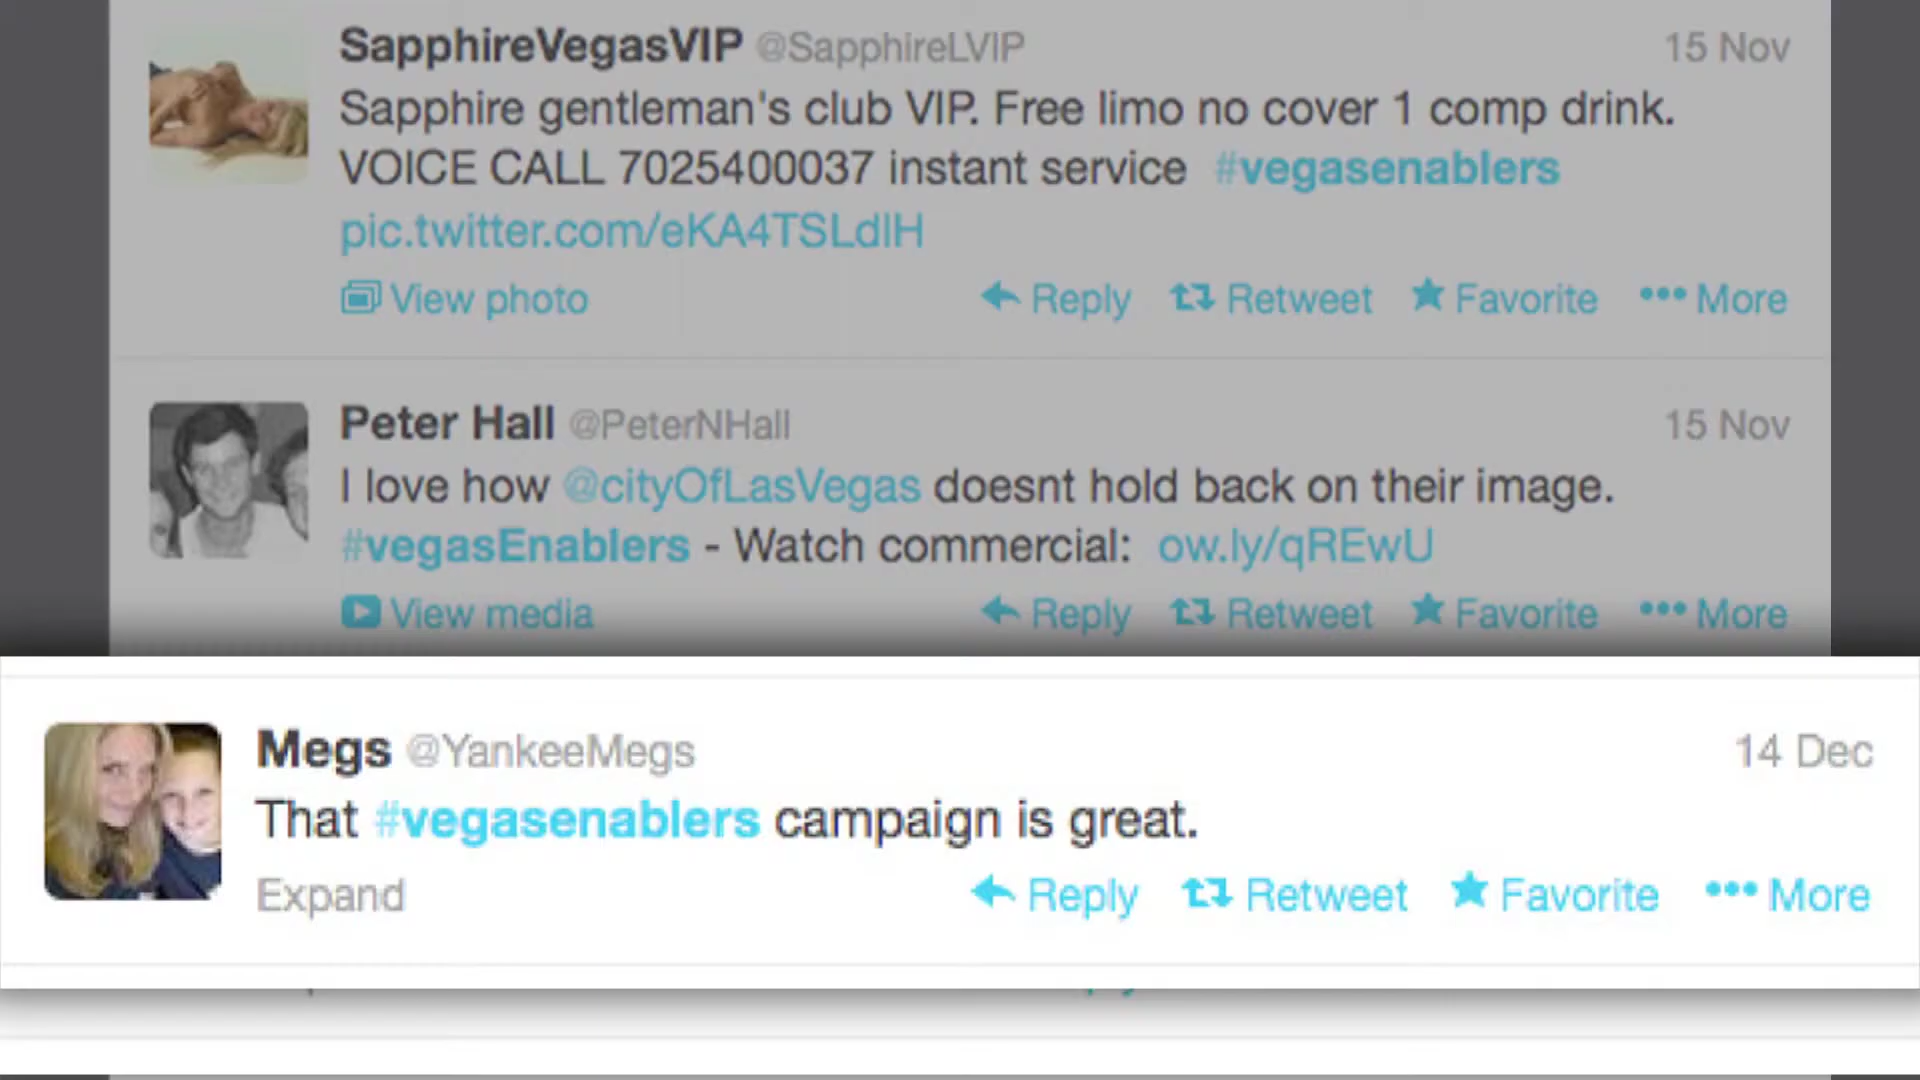 SapphireVegasVIP @SapphireLVIP 15 Nov
Sapphire gentleman's club VIP. Free limo no cover 1 comp drink.
VOICE CALL 7025400037 instant service #vegasenablers
pic.twitter.com/eKA4TSLdlH
View photo Reply Retweet Favorite ••• More
Peter Hall @PeterNHall 15 Nov
I love how @cityOfLasVegas doesnt hold back on their image.
#vegasEnablers - Watch commercial: ow.ly/qREwU
View media Reply Retweet Favorite ••• More
Megs @YankeeMegs 14 Dec
That #vegasenablers campaign is great.
Expand Reply Retweet Favorite ••• More